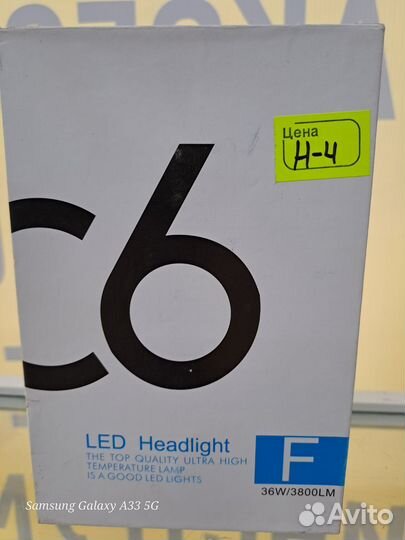 Цена
H-4
C6
LED Headlight
THE TOP QUALITY ULTRA HIGH
TEMPERATURE LAMP
IS A GOOD LED LIGHTS
F
36W/3800LM
Samsung Galaxy A33 5G
Avito